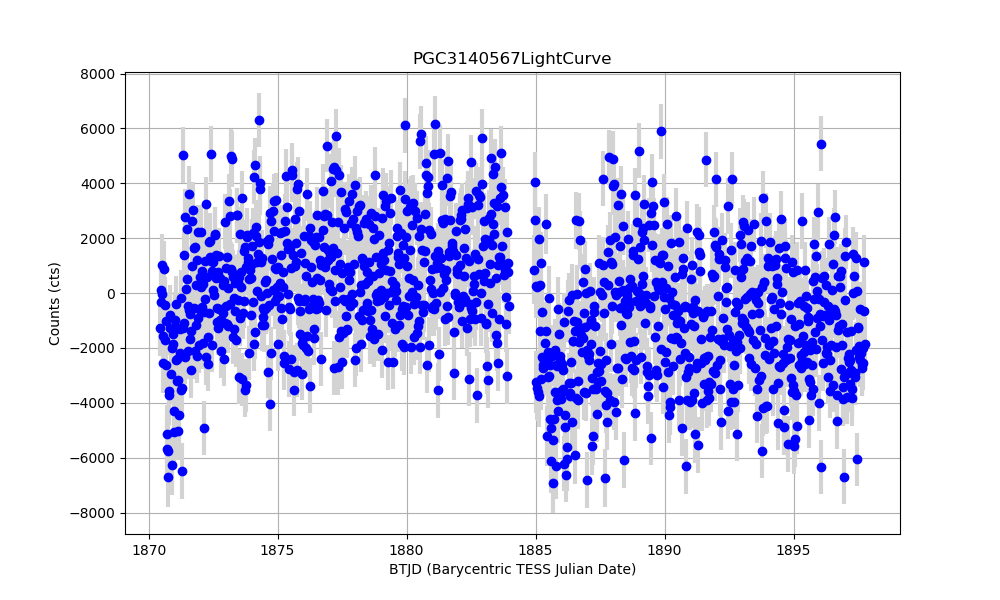 PGC3140567LightCurve
8000
6000
4000
2000
0
−2000
−4000
−6000
−8000
Counts (cts)
1870 1875 1880 1885 1890 1895
BTJD (Barycentric TESS Julian Date)